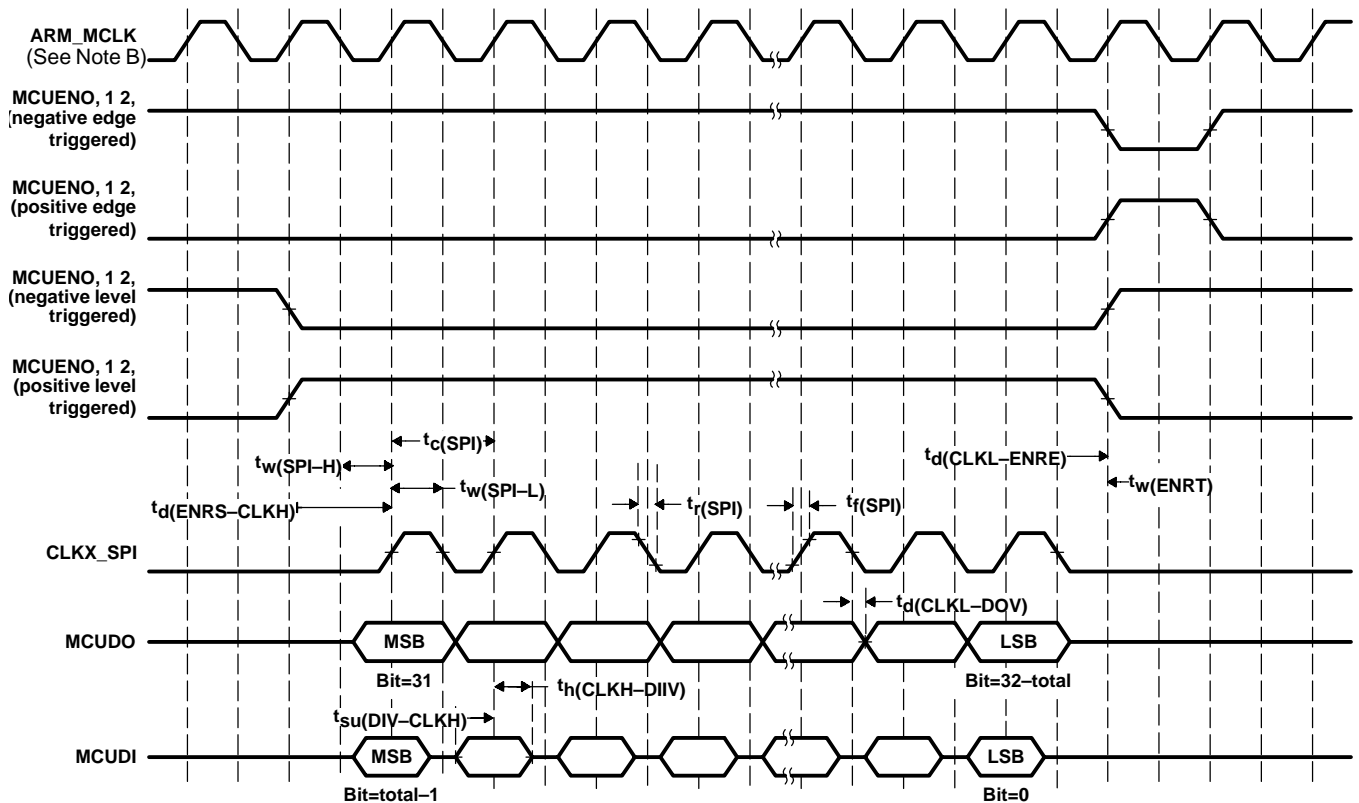 ARM_MCLK
(See Note B)
MCUENO, 1 2,
(negative edge
triggered)
MCUENO, 1 2,
(positive edge
triggered)
MCUENO, 1 2,
(negative level
triggered)
MCUENO, 1 2,
(positive level
triggered)
tc(SPI)
tw(SPI–H)
td(CLKL–ENRE)
tw(SPI–L)
tw(ENRT)
td(ENRS–CLKH)
tr(SPI)
tf(SPI)
CLKX_SPI
td(CLKL–DOV)
MCUDO
MSB
LSB
Bit=31
Bit=32–total
th(CLKH–DIIV)
tsu(DIV–CLKH)
MCUDI
MSB
LSB
Bit=total–1
Bit=0